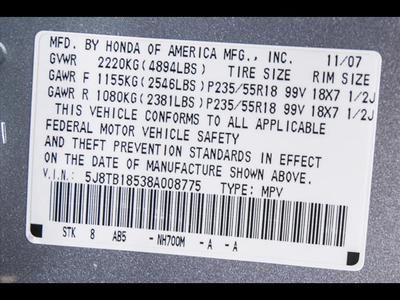 MFD. BY HONDA OF AMERICA MFG., INC. 11/07
GVWR 2220KG(4894LBS) TIRE SIZE RIM SIZE
GAWR F 1155KG(2546LBS)P235/55R18 99V 18X7 1/2J
GAWR R 1080KG(2381LBS)P235/55R18 99V 18X7 1/2J
THIS VEHICLE CONFORMS TO ALL APPLICABLE
FEDERAL MOTOR VEHICLE SAFETY
AND THEFT PREVENTION STANDARDS IN EFFECT
ON THE DATE OF MANUFACTURE SHOWN ABOVE.
V.I.N.: 5J8TB18538A008775 TYPE: MPV
STK 8 AB5 -NH700M -A -A